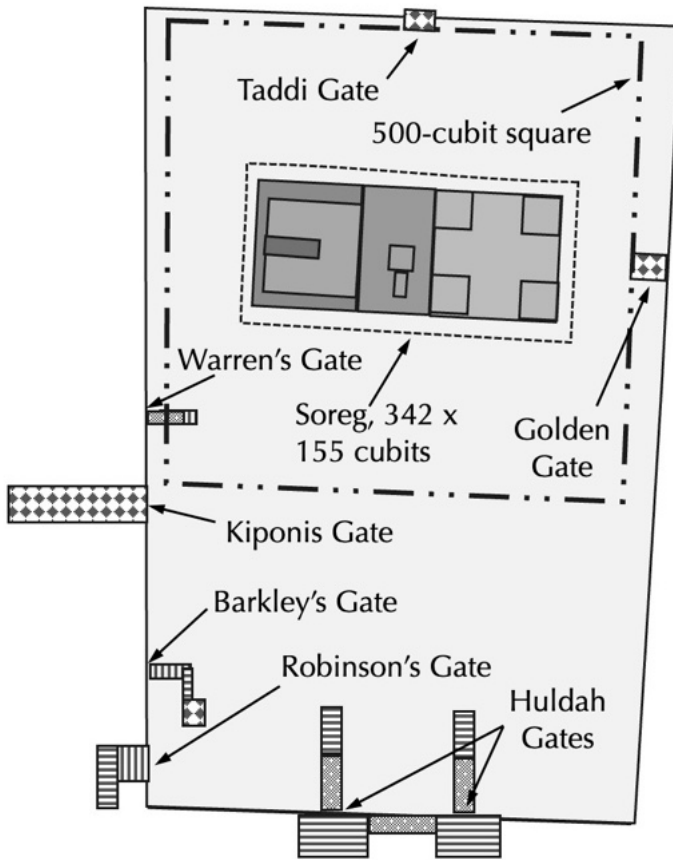 Taddi Gate
500-cubit square
Warren's Gate
Soreg, 342 x
155 cubits
Golden
Gate
Kiponis Gate
Barkley's Gate
Robinson's Gate
Huldah
Gates